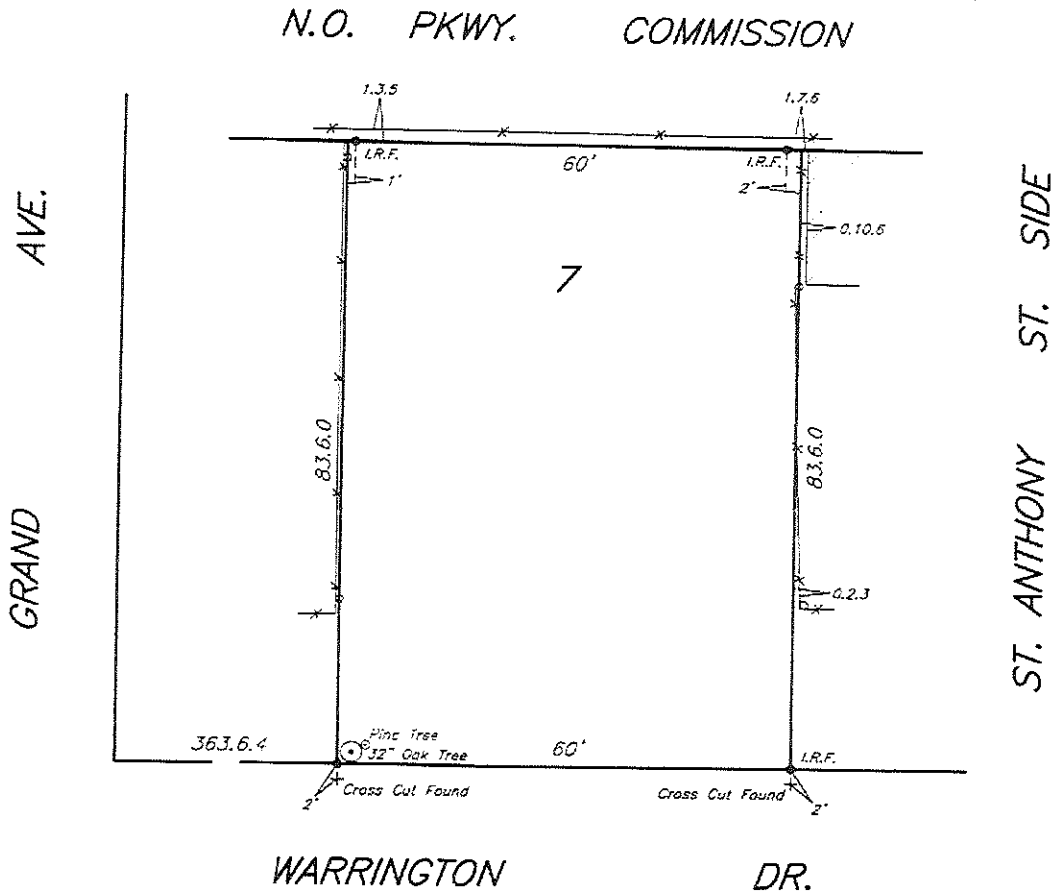 N.O. PKWY. COMMISSION
1.3.5
1.7.6
I.R.F.
60'
I.R.F.
1'
2'
0.10.6
7
GRAND AVE.
83.6.0
83.6.0
ST. ANTHONY ST. SIDE
0.2.3
363.6.4
Pine Tree
32" Oak Tree
60'
I.R.F.
Cross Cut Found
2'
Cross Cut Found
2'
WARRINGTON DR.